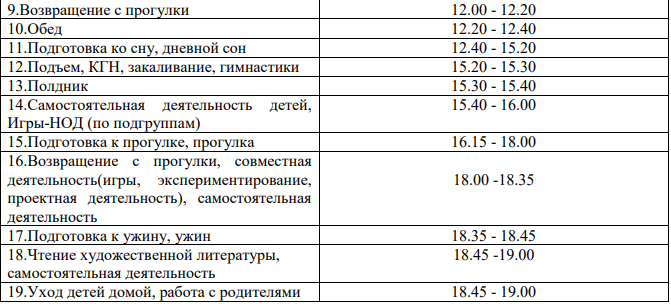 9.Возвращение с прогулки 12.00 - 12.20
10.Обед 12.20 - 12.40
11.Подготовка ко сну, дневной сон 12.40 - 15.20
12.Подъем, КГН, закаливание, гимнастики 15.20 - 15.30
13.Полдник 15.30 - 15.40
14.Самостоятельная деятельность детей, 15.40 - 16.00
Игры-НОД (по подгруппам)
15.Подготовка к прогулке, прогулка 16.15 - 18.00
16.Возвращение с прогулки, совместная
деятельность(игры, экспериментирование, 18.00 -18.35
проектная деятельность), самостоятельная
деятельность
17.Подготовка к ужину, ужин 18.35 - 18.45
18.Чтение художественной литературы, 18.45 -19.00
самостоятельная деятельность
19.Уход детей домой, работа с родителями 18.45 - 19.00